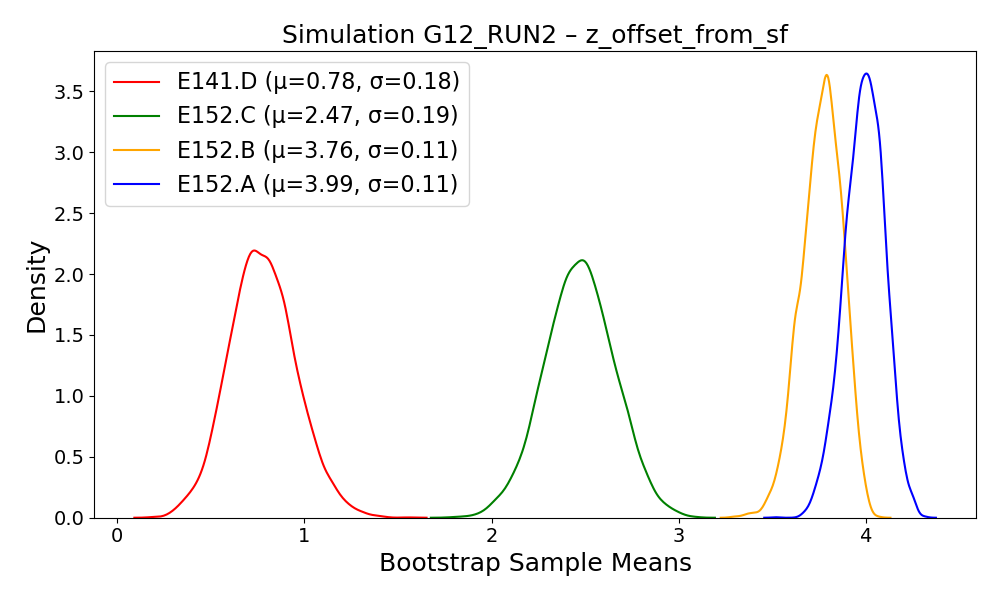 Simulation G12_RUN2 – z_offset_from_sf
E141.D (μ=0.78, σ=0.18)
E152.C (μ=2.47, σ=0.19)
E152.B (μ=3.76, σ=0.11)
E152.A (μ=3.99, σ=0.11)
Density
3.5
3.0
2.5
2.0
1.5
1.0
0.5
0.0
0 1 2 3 4
Bootstrap Sample Means